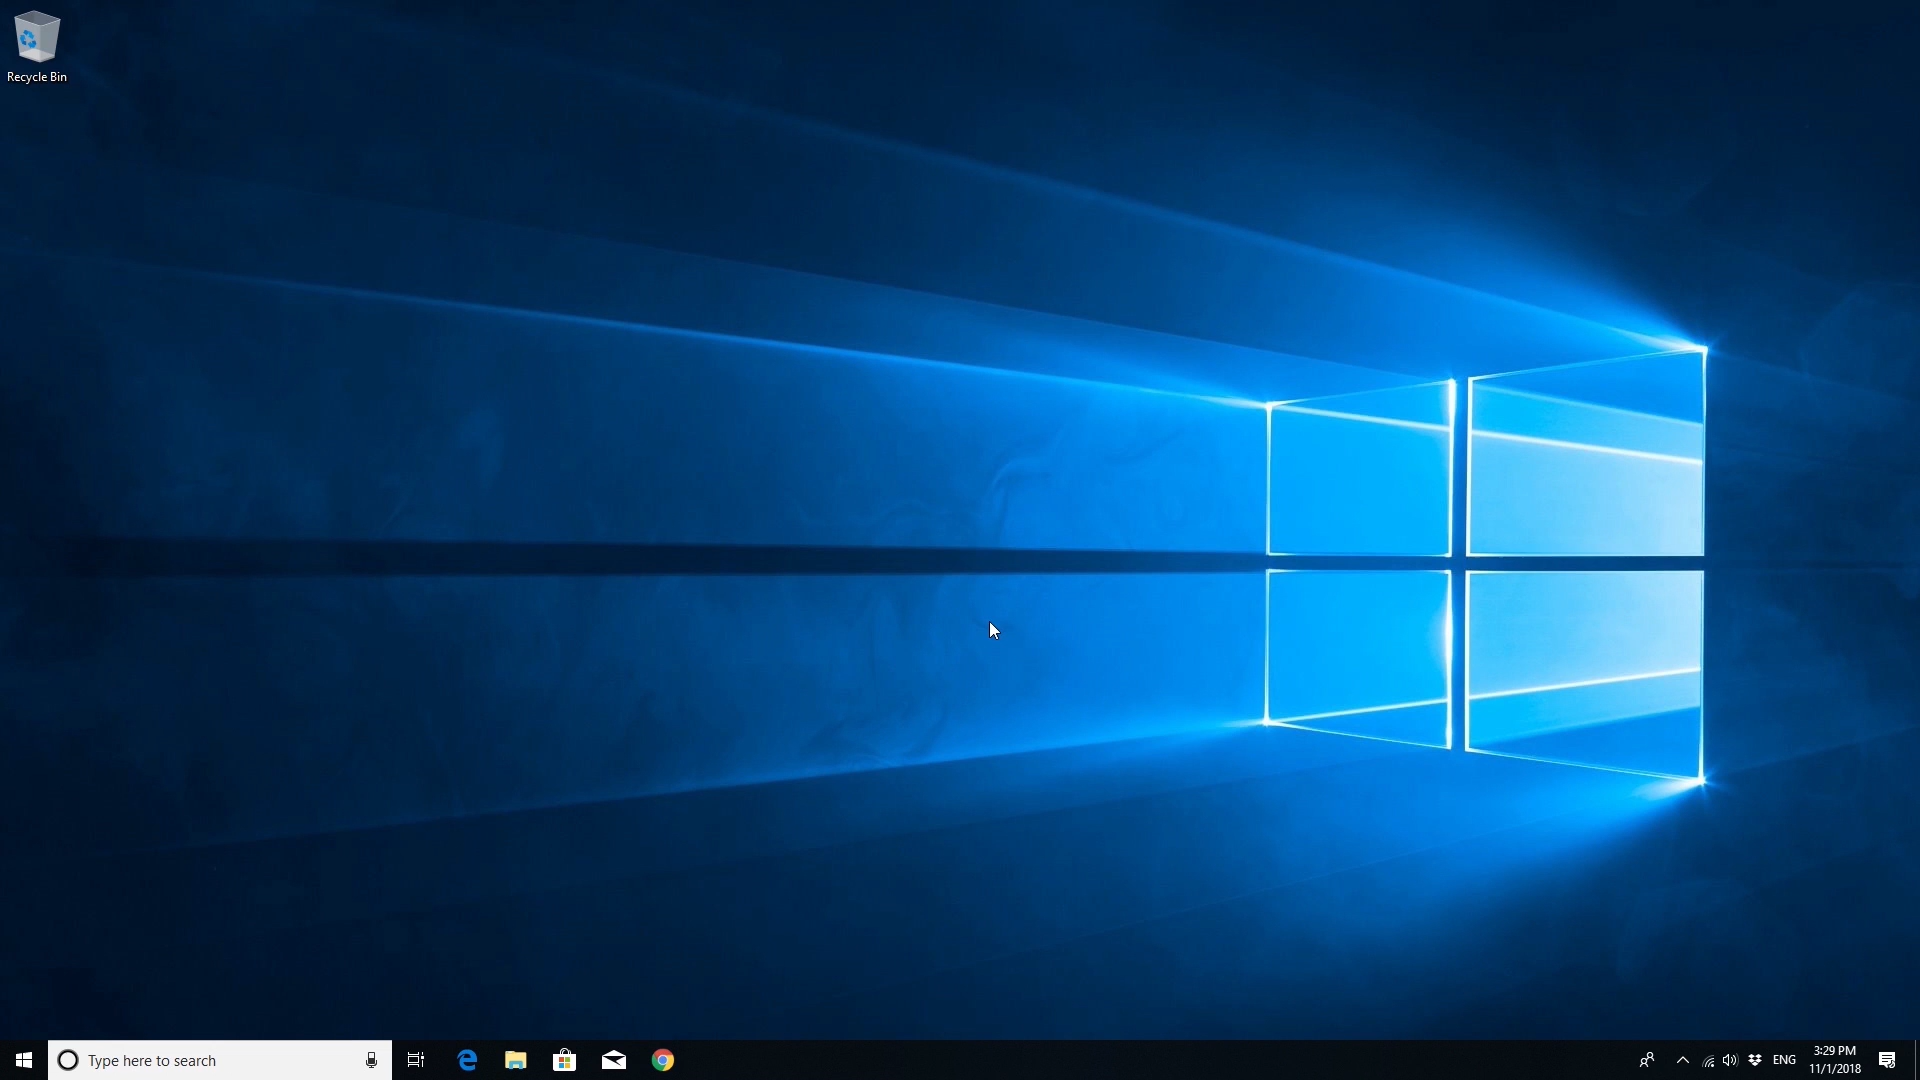 Recycle Bin
Type here to search
ENG
3:29 PM
11/1/2018